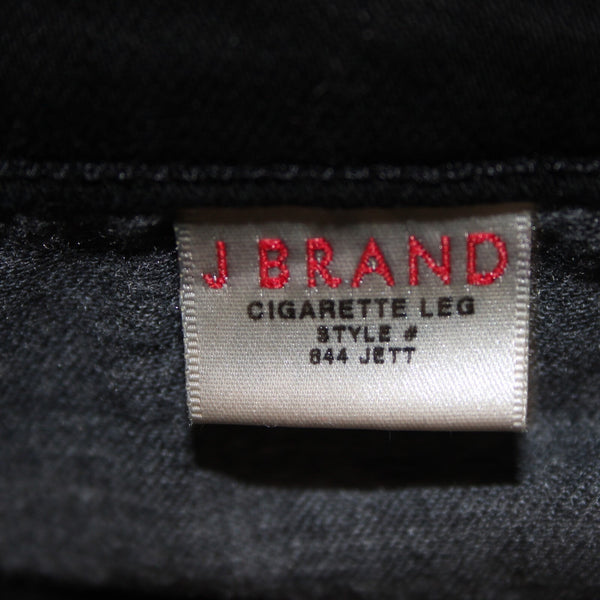 J BRAND
CIGARETTE LEG
STYLE #
844 JETT